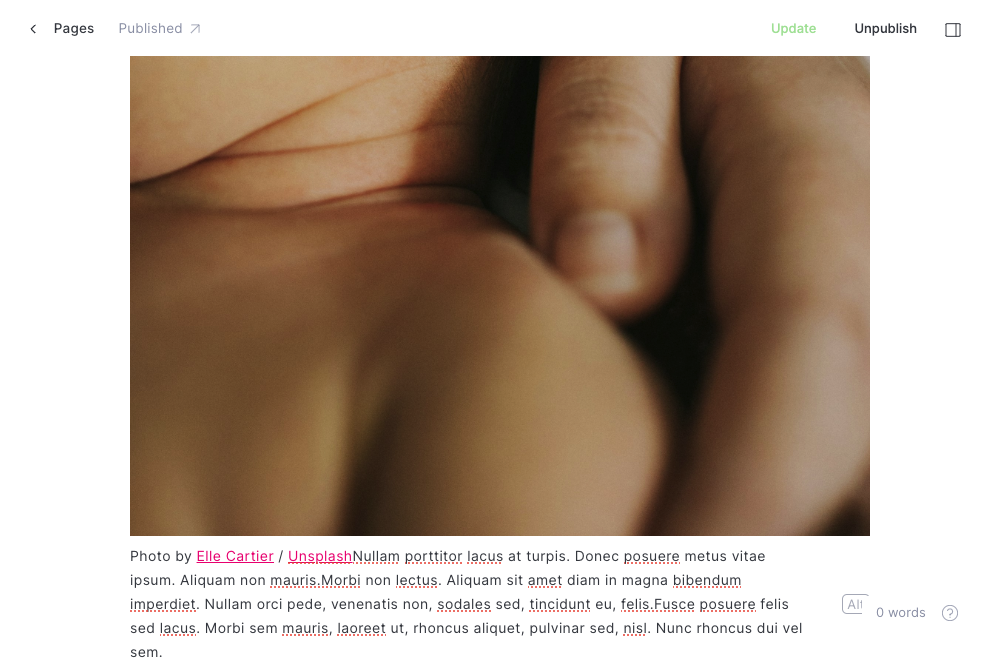 Pages Published Update Unpublish
Photo by Elle Cartier / UnsplashNullam porttitor lacus at turpis. Donec posuere metus vitae
ipsum. Aliquam non mauris.Morbi non lectus. Aliquam sit amet diam in magna bibendum
imperdiet. Nullam orci pede, venenatis non, sodales sed, tincidunt eu, felis.Fusce posuere felis
sed lacus. Morbi sem mauris, laoreet ut, rhoncus aliquet, pulvinar sed, nisl. Nunc rhoncus dui vel
sem.
Alt
0 words